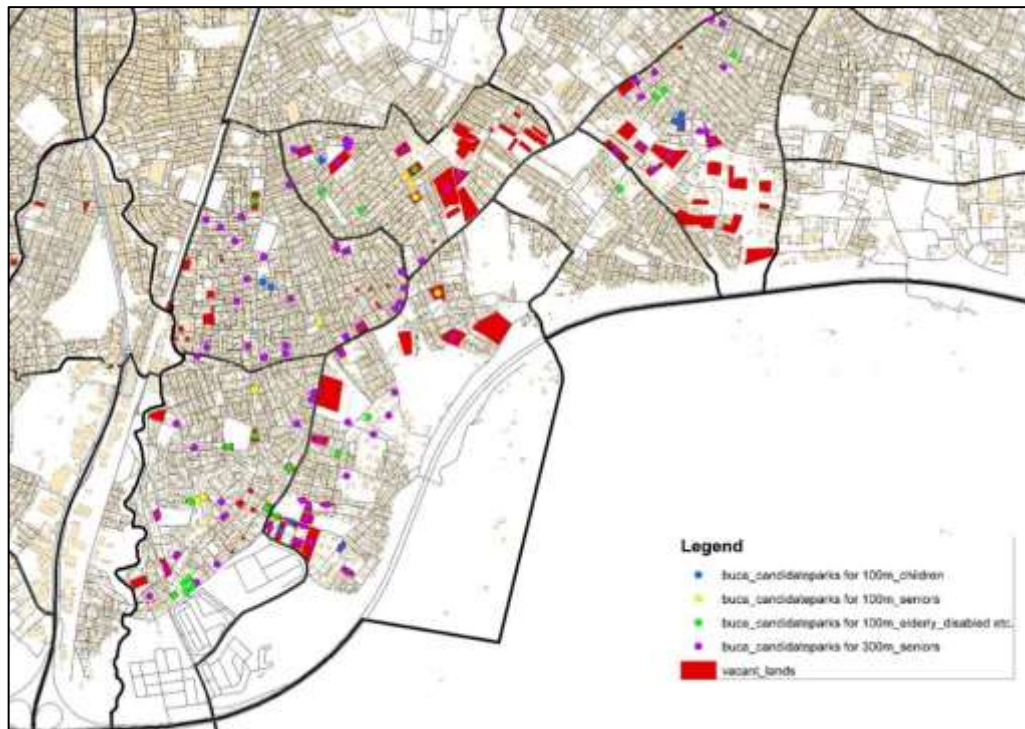 Legend
buca_candidateparks for 100m_children
buca_candidateparks for 100m_seniors
buca_candidateparks for 100m_elderly_disabled etc.
buca_candidateparks for 300m_seniors
vacant_lands